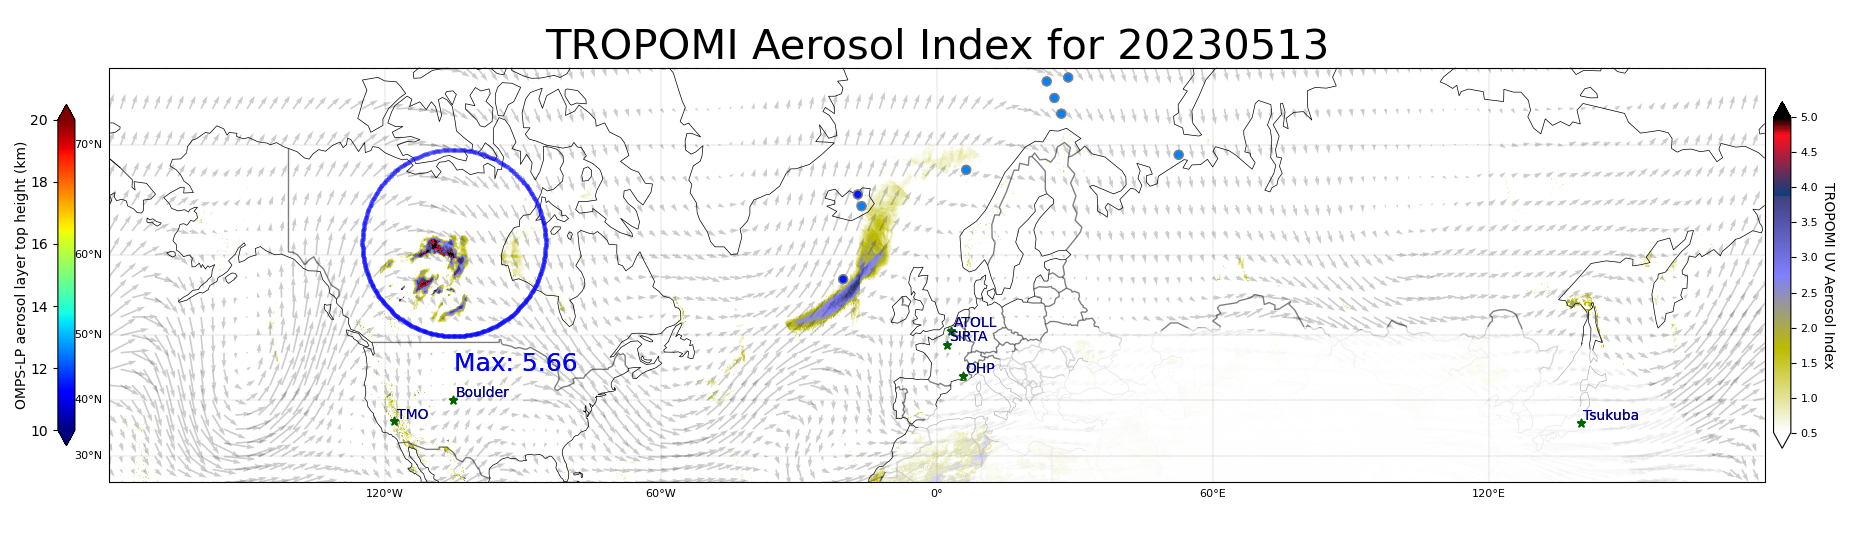 TROPOMI Aerosol Index for 20230513
OMPS-LP aerosol layer top height (km)
20
18
16
14
12
10
70°N
60°N
50°N
40°N
30°N
120°W
60°W
0°
60°E
120°E
Max: 5.66
Boulder
TMO
ATOLL
SIRTA
OHP
Tsukuba
5.0
4.5
4.0
3.5
3.0
2.5
2.0
1.5
1.0
0.5
TROPOMI UV Aerosol Index